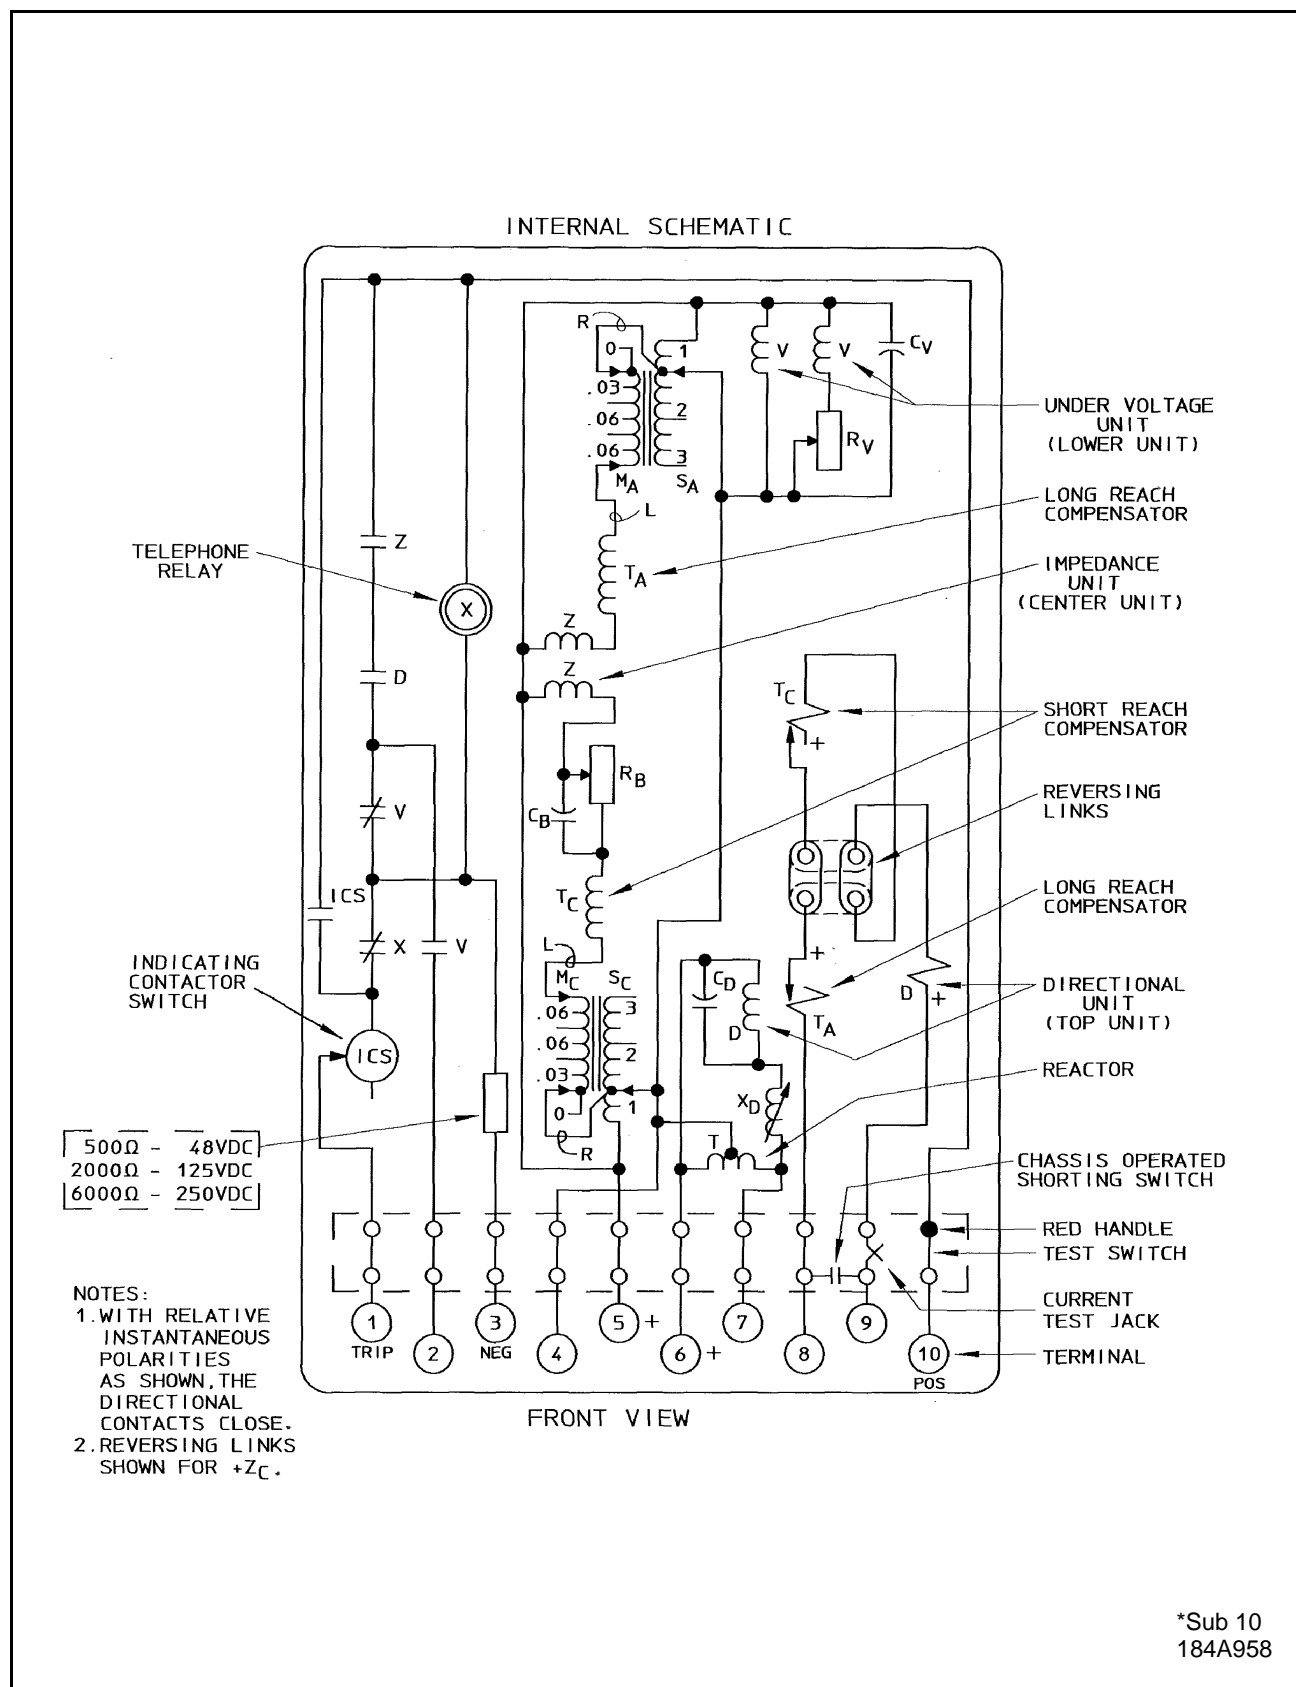 INTERNAL SCHEMATIC
R
0
1
.03
.06
2
.06
3
MA
SA
V
V
CV
RV
UNDER VOLTAGE
UNIT
(LOWER UNIT)
L
LONG REACH
COMPENSATOR
TA
Z
TELEPHONE
RELAY
X
IMPEDANCE
UNIT
(CENTER UNIT)
Z
Z
D
TC
+
SHORT REACH
COMPENSATOR
RB
CB
V
REVERSING
LINKS
ICS
TC
LONG REACH
COMPENSATOR
X
V
L
MC
SC
+
INDICATING
CONTACTOR
SWITCH
CD
D
D
+
DIRECTIONAL
UNIT
(TOP UNIT)
.06
3
TA
.06
2
ICS
.03
REACTOR
XD
0
1
T
R
500Ω - 48VDC
2000Ω - 125VDC
6000Ω - 250VDC
CHASSIS OPERATED
SHORTING SWITCH
RED HANDLE
TEST SWITCH
CURRENT
TEST JACK
1
TRIP
2
3
NEG
4
5 +
6 +
7
8
9
10
POS
TERMINAL
NOTES:
1. WITH RELATIVE
INSTANTANEOUS
POLARITIES
AS SHOWN, THE
DIRECTIONAL
CONTACTS CLOSE.
2. REVERSING LINKS
SHOWN FOR +ZC.
FRONT VIEW
*Sub 10
184A958